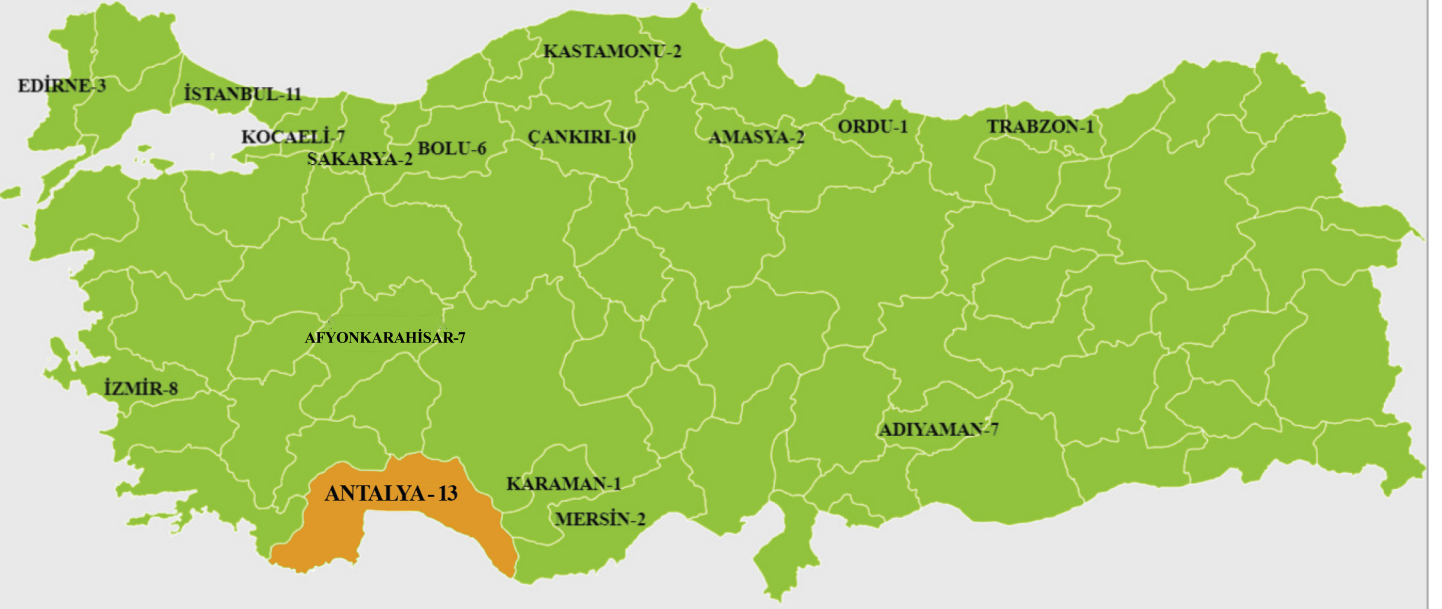 KASTAMONU-2
EDİRNE-3
İSTANBUL-11
KOCAELİ-7
SAKARYA-2
BOLU-6
ÇANKIRI-10
AMASYA-2
ORDU-1
TRABZON-1
AFYONKARAHİSAR-7
İZMİR-8
ADIYAMAN-7
ANTALYA-13
KARAMAN-1
MERSİN-2